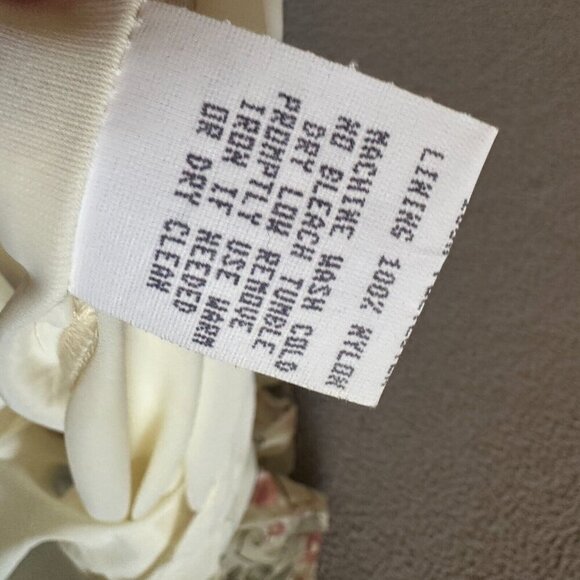 LINING 100% NYLON
MACHINE WASH COLD
NO BLEACH TUMBLE
DRY LOW REMOVE
PROMPTLY USE WARM
IRON IF NEEDED
OR DRY CLEAN